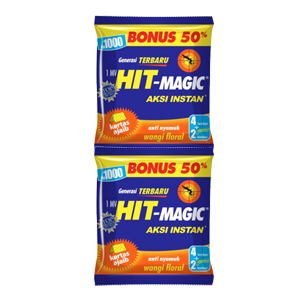 1000
BONUS 50%
Generasi TERBARU
HIT-MAGIC
AKSI INSTAN
kertas
ajaib
anti nyamuk
wangi floral
4
2
1000
BONUS 50%
Generasi TERBARU
HIT-MAGIC
AKSI INSTAN
kertas
ajaib
anti nyamuk
wangi floral
4
2